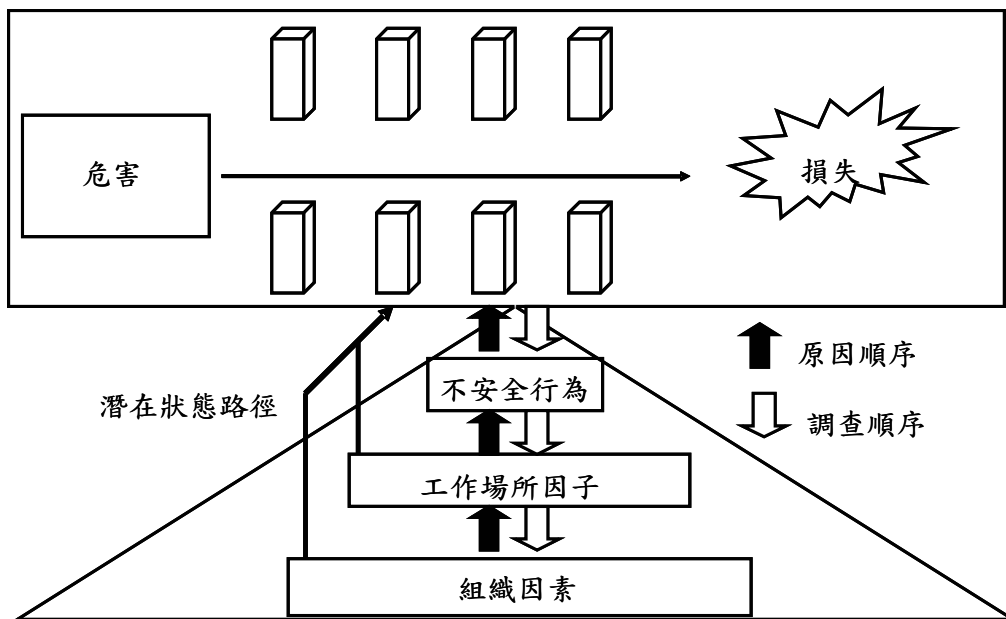 危害
損失
原因順序
不安全行為
潛在狀態路徑
調查順序
工作場所因子
組織因素